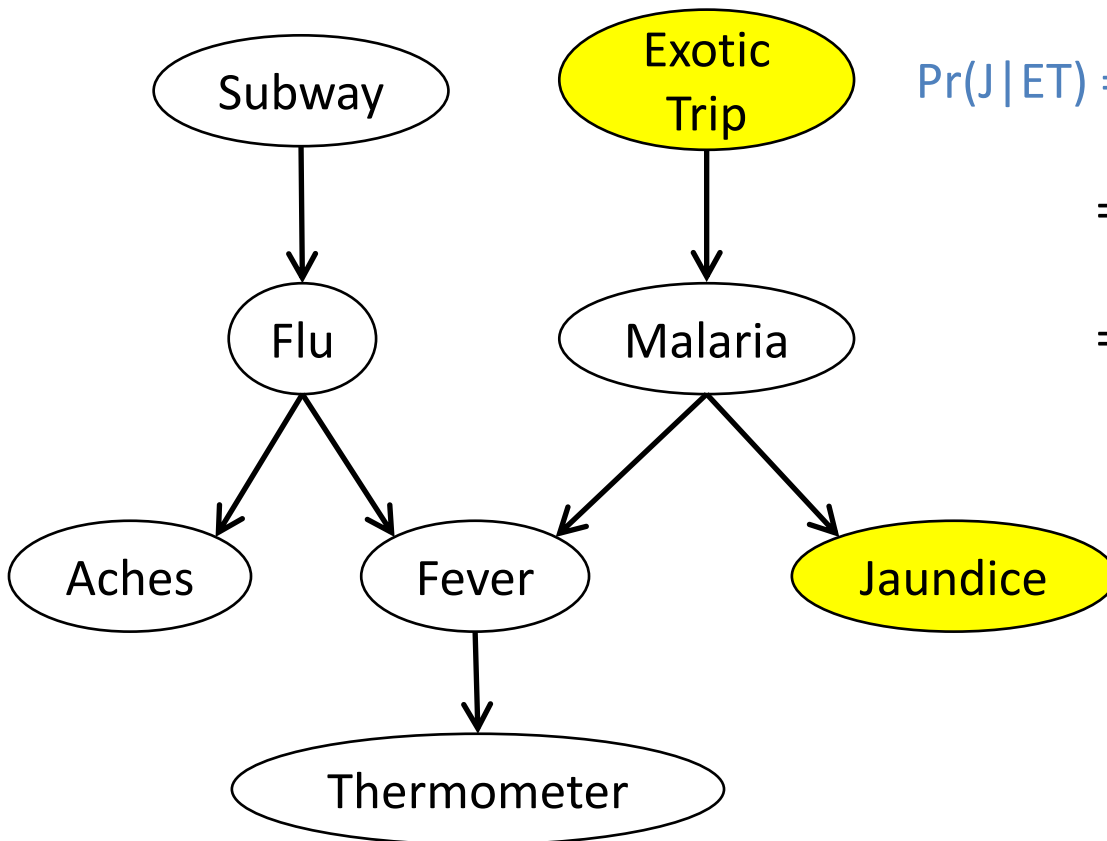 Subway
Exotic
Trip
Pr(J|ET) =
=
Flu
Malaria
=
Aches
Fever
Jaundice
Thermometer